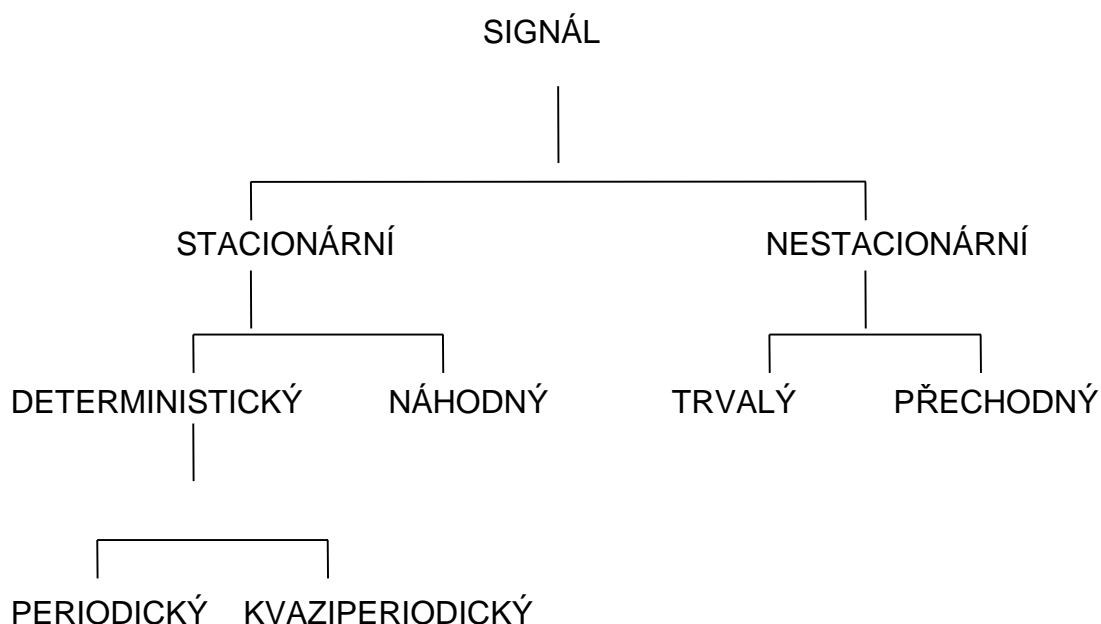 SIGNÁL
STACIONÁRNÍ NESTACIONÁRNÍ
DETERMINISTICKÝ NÁHODNÝ TRVALÝ PŘECHODNÝ
PERIODICKÝ KVAZIPERIODICKÝ